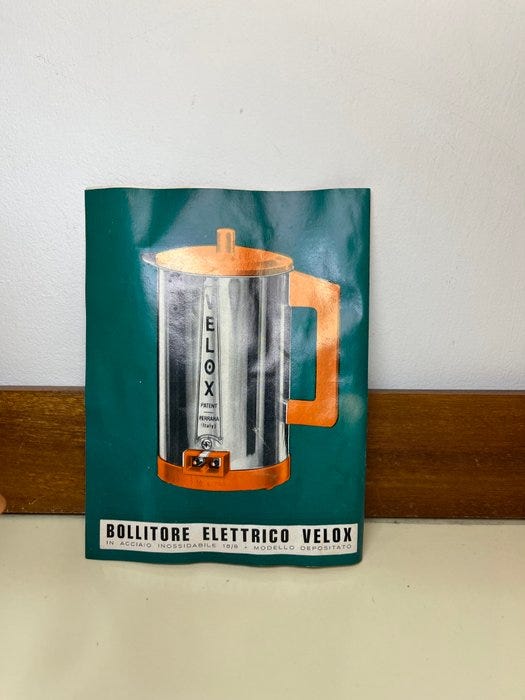 VELOX
PATENT
FERRARA
(Italy)
BOLLITORE ELETTRICO VELOX
IN ACCIAIO INOSSIDABILE 18/8 • MODELLO DEPOSITATO